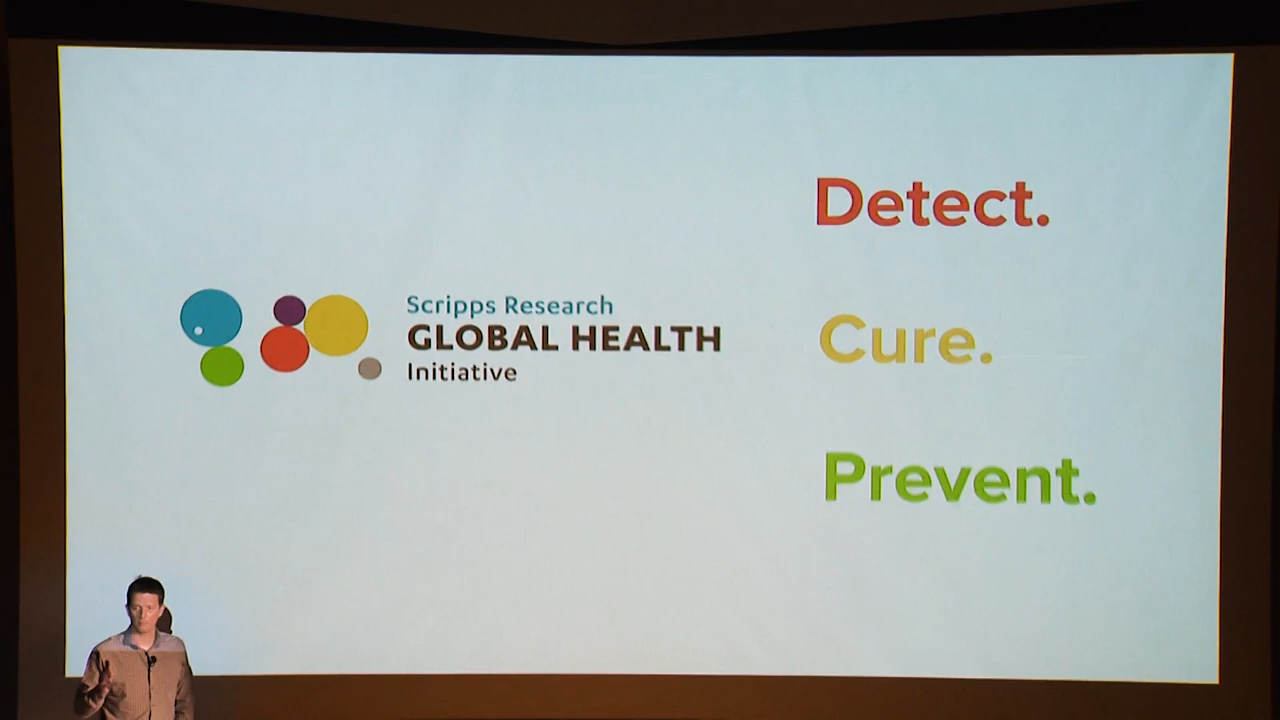 Scripps Research
GLOBAL HEALTH
Initiative
Detect.
Cure.
Prevent.